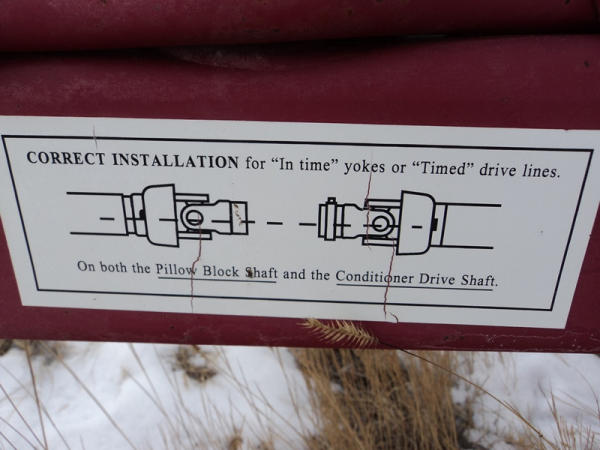 CORRECT INSTALLATION for “In time” yokes or “Timed” drive lines.
On both the Pillow Block Shaft and the Conditioner Drive Shaft.